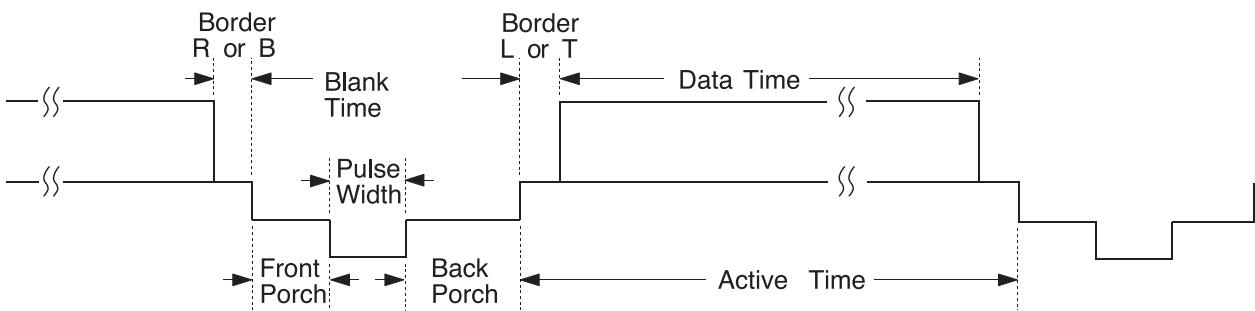 Border
R or B
Border
L or T
Blank
Time
Data Time
Pulse
Width
Front
Porch
Back
Porch
Active Time